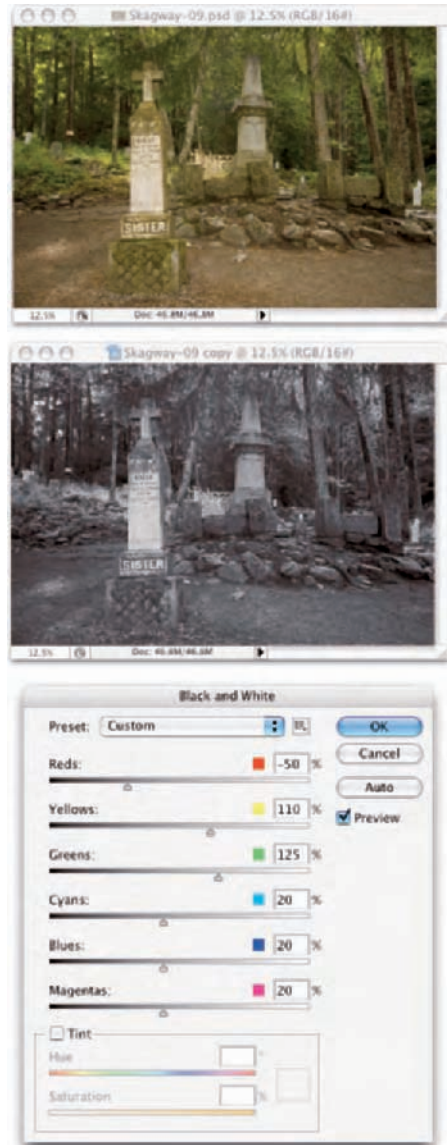 Skagway-09.psd @ 12.5% (RGB/16#)
SISTER
12.5% Doc: 46.8M/46.8M
Skagway-09 copy @ 12.5% (RGB/16#)
SISTER
12.5% Doc: 46.8M/46.8M
Black and White
Preset: Custom OK
Cancel
Reds: -50 %
Auto
Yellows: 110 % Preview
Greens: 125 %
Cyans: 20 %
Blues: 20 %
Magentas: 20 %
Tint
Hue °
Saturation %